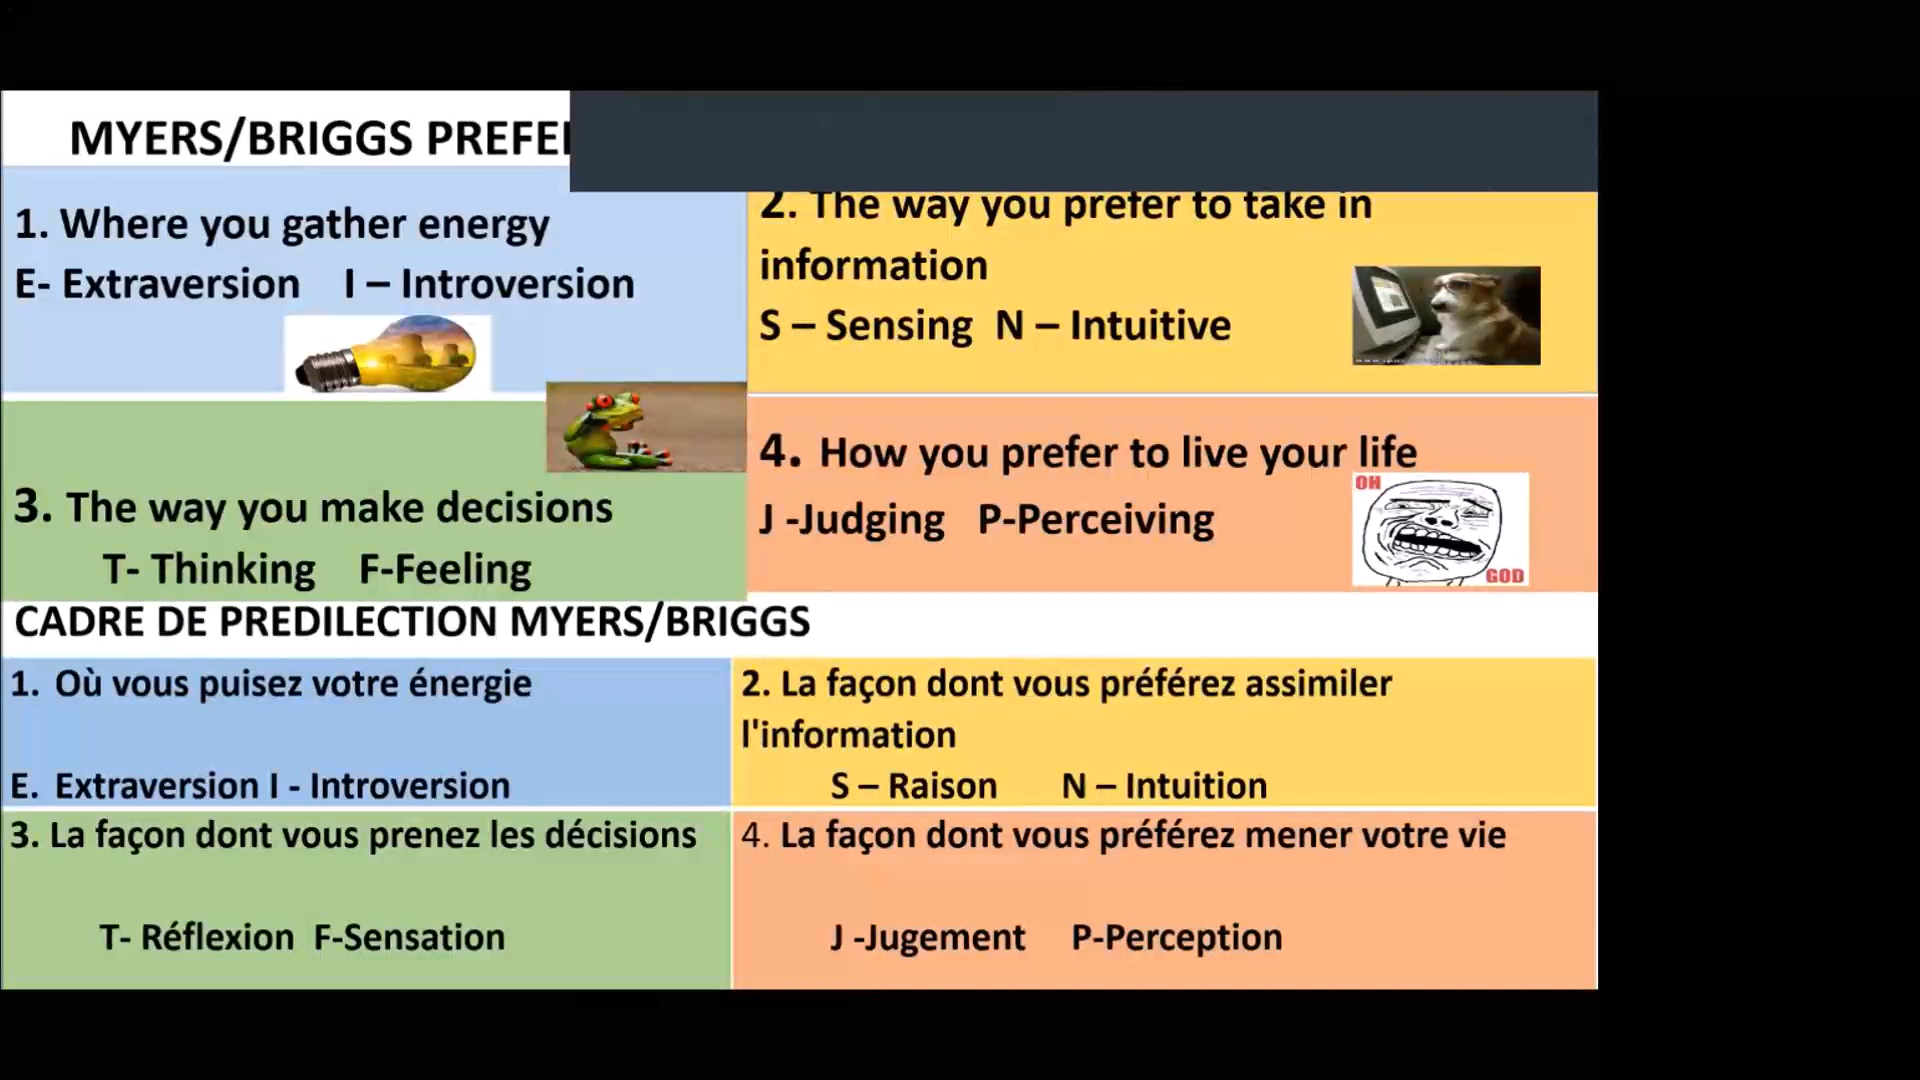 MYERS/BRIGGS
1. Where you gather energy
E- Extraversion I – Introversion
2. The way you prefer to take in
information
S – Sensing N – Intuitive
3. The way you make decisions
T- Thinking F-Feeling
4. How you prefer to live your life
J -Judging P-Perceiving
OH
GOD
CADRE DE PREDILECTION MYERS/BRIGGS
1. Où vous puisez votre énergie
E. Extraversion I - Introversion
2. La façon dont vous préférez assimiler
l'information
S – Raison N – Intuition
3. La façon dont vous prenez les décisions
T- Réflexion F-Sensation
4. La façon dont vous préférez mener votre vie
J -Jugement P-Perception